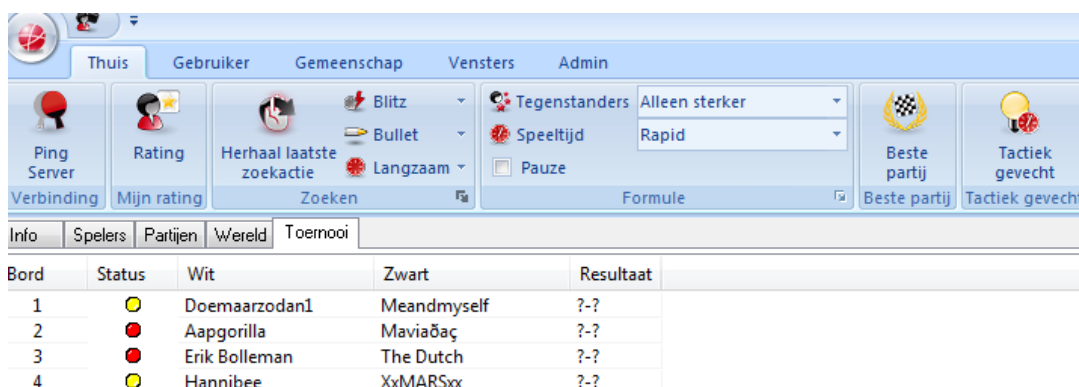 Thuis Gebruiker Gemeenschap Vensters Admin
Ping Server
Verbinding
Rating
Mijn rating
Herhaal laatste zoekactie
Blitz
Bullet
Langzaam
Zoeken
Tegenstanders Alleen sterker
Speeltijd Rapid
Pauze
Formule
Beste partij
Beste partij
Tactiek gevecht
Tactiek gevecht
Info Spelers Partijen Wereld Toernooi
Bord Status Wit Zwart Resultaat
1 Doemaarzodan1 Meandmyself ?-?
2 Aapgorilla Maviaðaç ?-?
3 Erik Bolleman The Dutch ?-?
4 Hannibee XxMARSxx ?-?